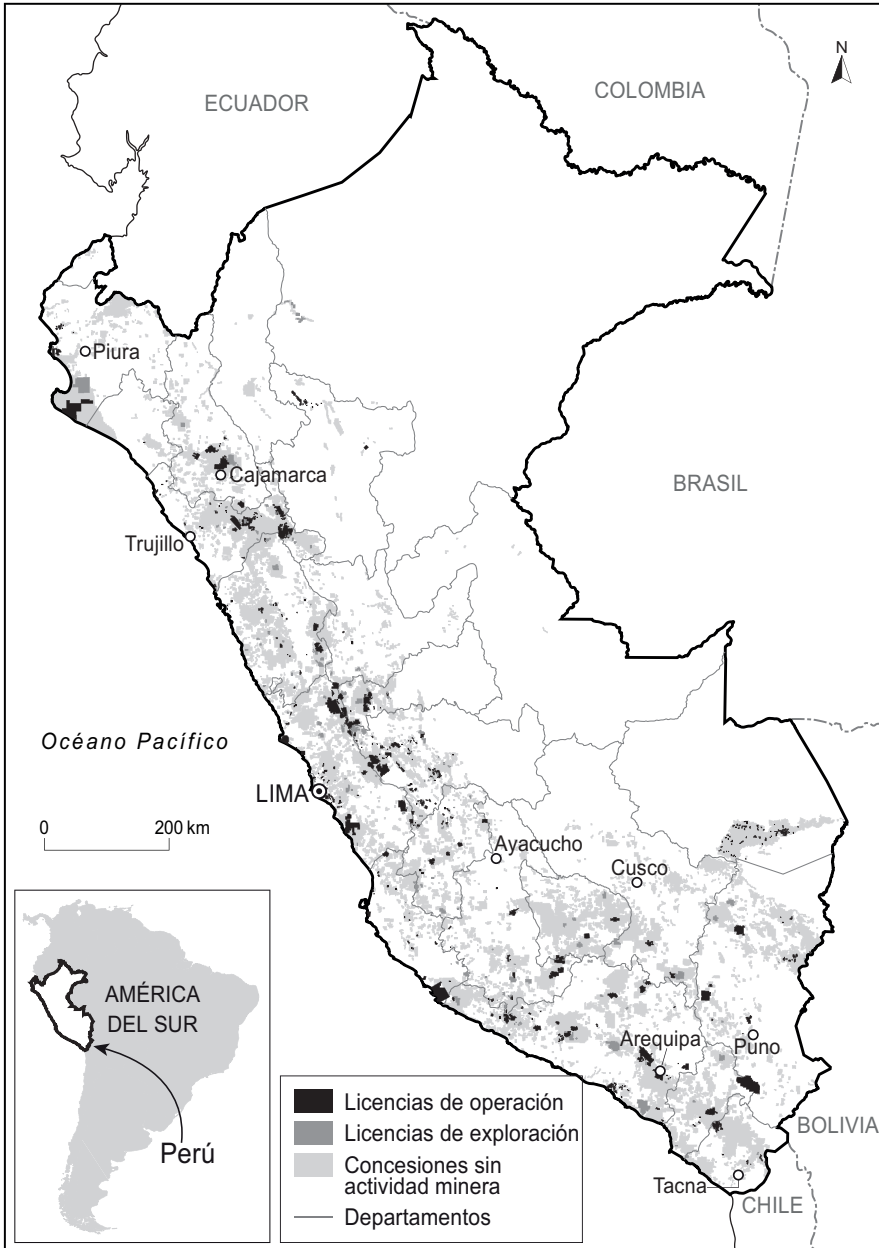 N
ECUADOR
COLOMBIA
Piura
Cajamarca
BRASIL
Trujillo
Océano Pacífico
LIMA
0 200 km
Ayacucho
Cusco
AMÉRICA
DEL SUR
Perú
Arequipa
Puno
BOLIVIA
Tacna
CHILE
Licencias de operación
Licencias de exploración
Concesiones sin
actividad minera
Departamentos